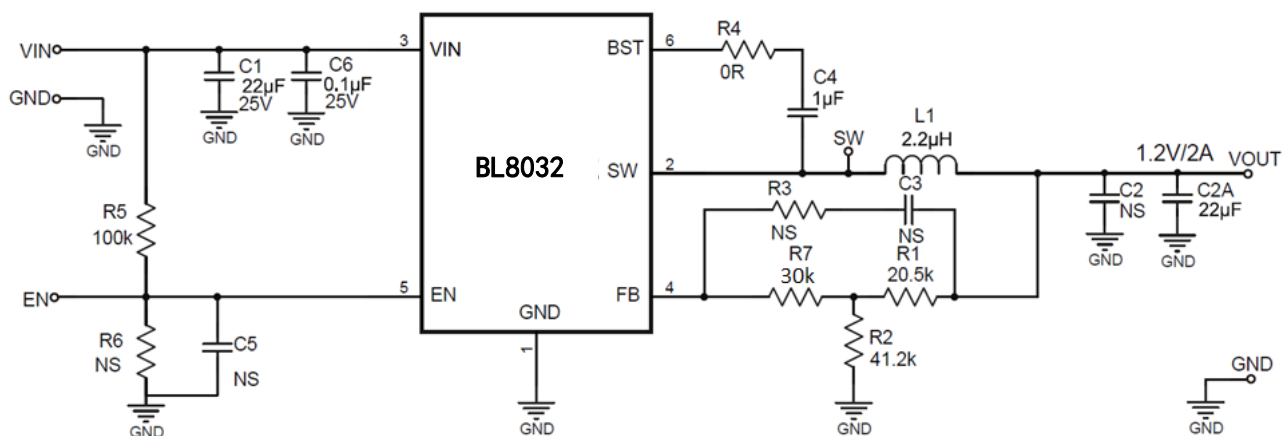 VIN
GND
GND
C1
22µF
25V
GND
C6
0.1µF
25V
GND
3
VIN
BST
6
R4
0R
C4
1µF
BL8032
SW
2
SW
L1
2.2µH
1.2V/2A
VOUT
C2
NS
GND
C2A
22µF
GND
R3
NS
C3
NS
R5
100k
R7
30k
R1
20.5k
EN
5
EN
FB
4
GND
R6
NS
C5
NS
GND
1
GND
R2
41.2k
GND
GND
GND